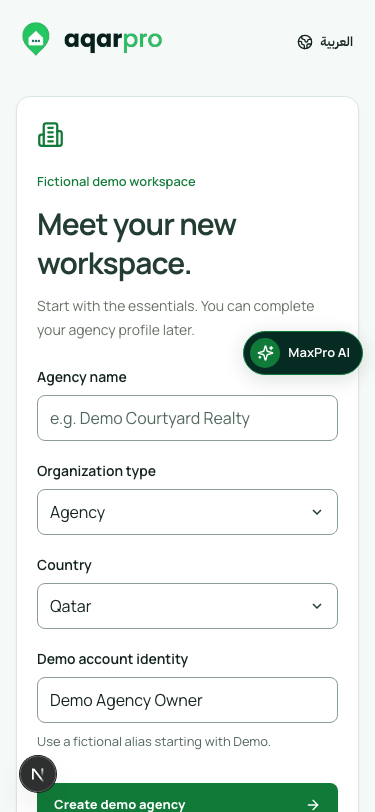 aqarpro
العربية
Fictional demo workspace
Meet your new
workspace.
Start with the essentials. You can complete
your agency profile later.
MaxPro AI
Agency name
e.g. Demo Courtyard Realty
Organization type
Agency
Country
Qatar
Demo account identity
Demo Agency Owner
Use a fictional alias starting with Demo.
N
Create demo agency